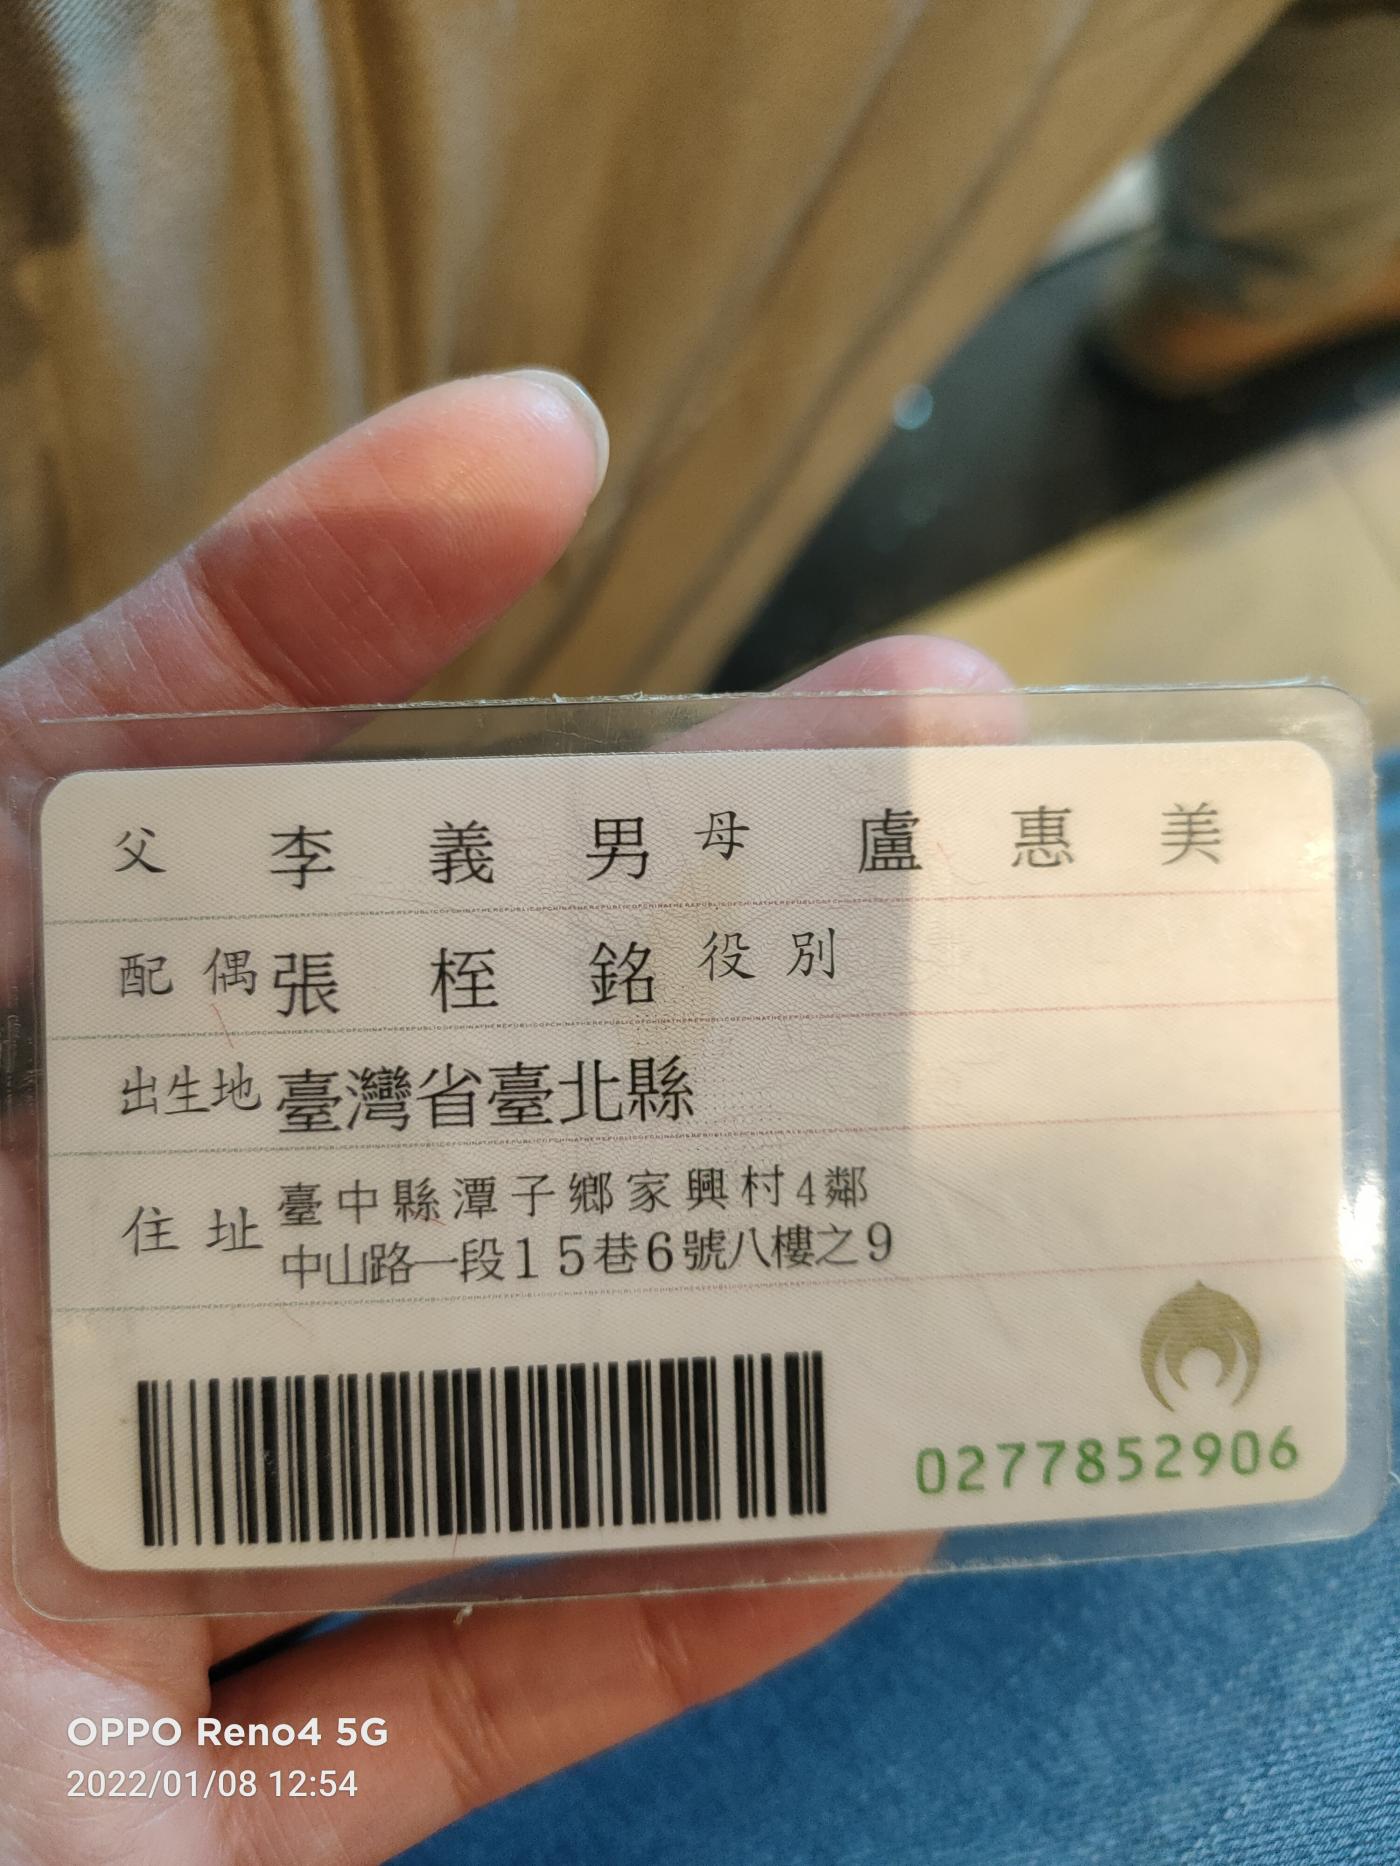 父 李義男 母 盧惠美
配偶 張桎銘 役別
出生地 臺灣省臺北縣
住址 臺中縣潭子鄉家興村4鄰
中山路一段15巷6號八樓之9
0277852906
OPPO Reno4 5G
2022/01/08 12:54